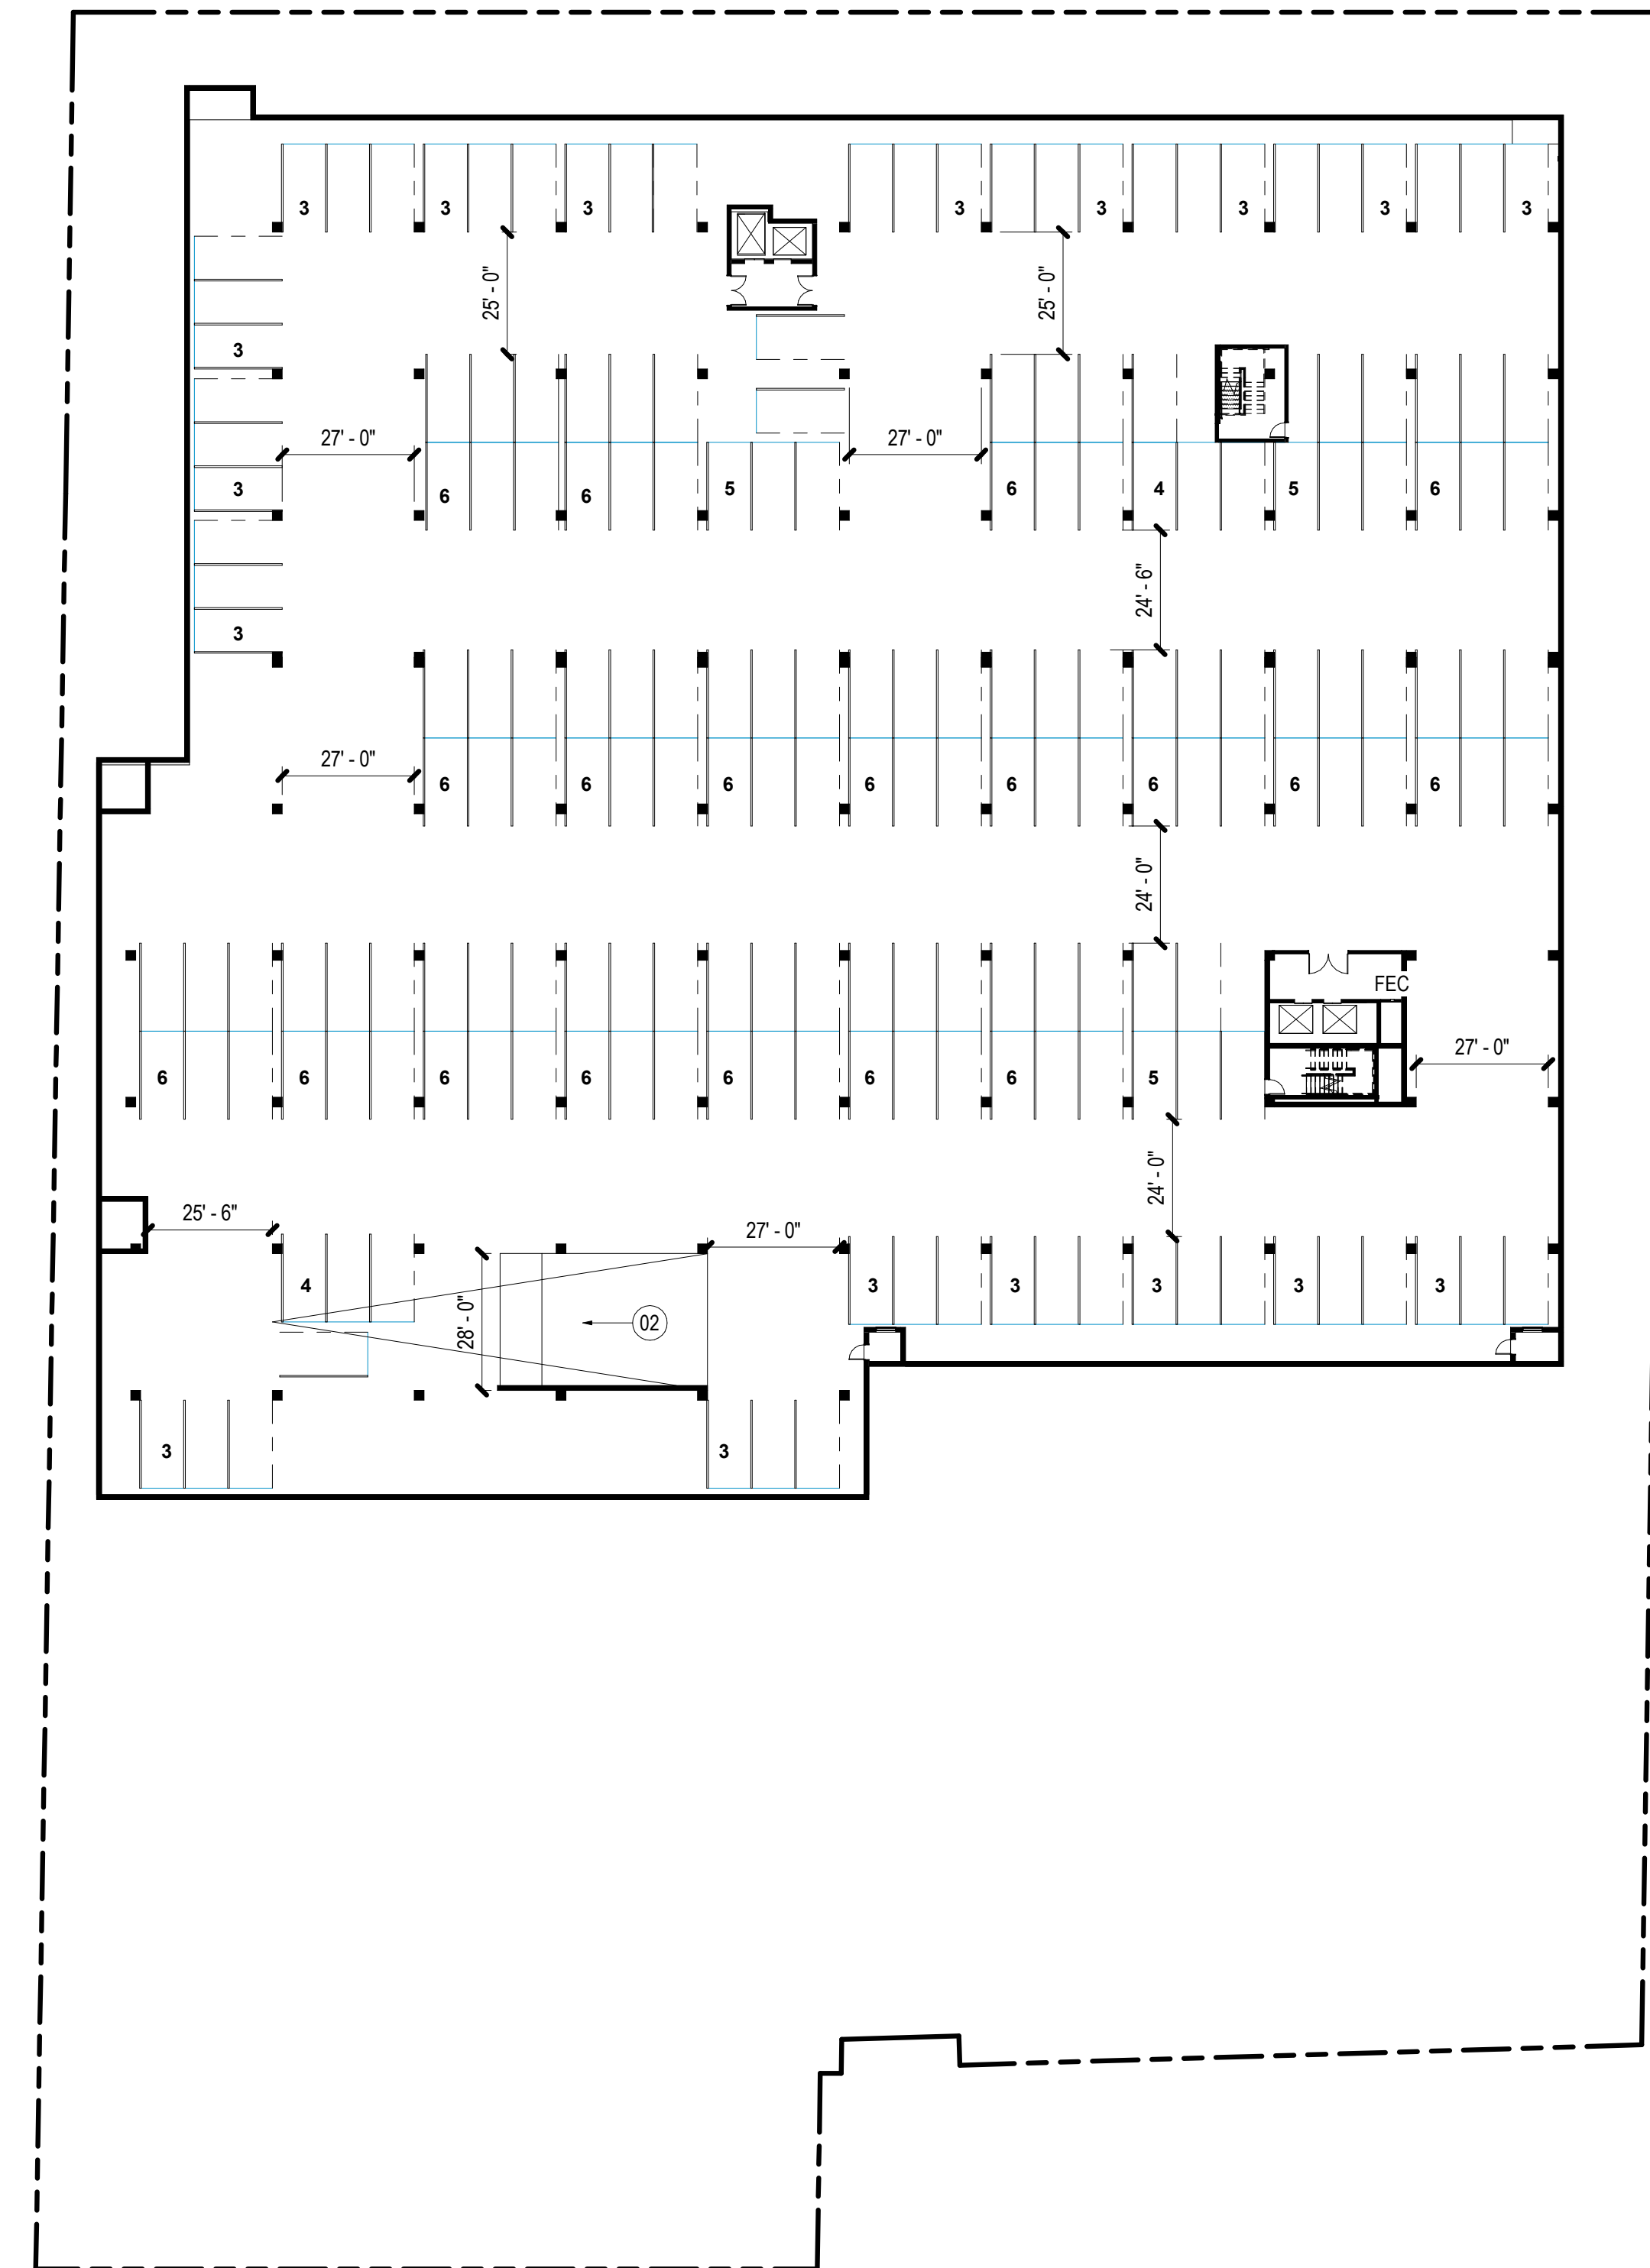 3 3 3 3 3 3 3 3
25' - 0" 25' - 0"
3
27' - 0" 27' - 0"
3 6 6 5 6 4 5 6
24' - 6"
3
27' - 0"
6 6 6 6 6 6 6 6
24' - 0"
FEC
27' - 0"
6 6 6 6 6 6 6 5
24' - 0"
25' - 6" 27' - 0"
4 3 3 3 3 3
28' - 0" 02
3 3